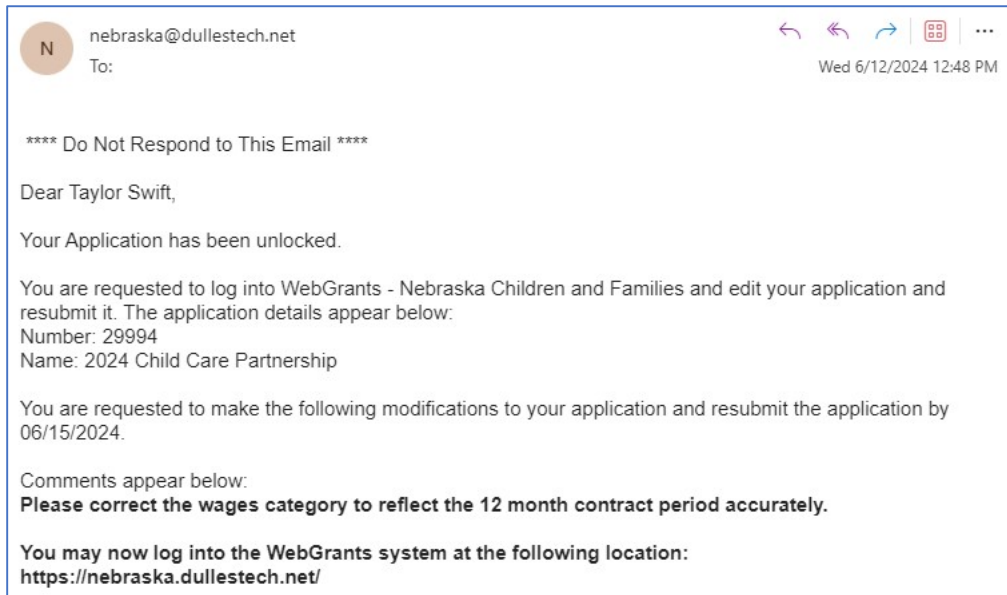 N
nebraska@dullestech.net
To:
Wed 6/12/2024 12:48 PM
**** Do Not Respond to This Email ****
Dear Taylor Swift,
Your Application has been unlocked.
You are requested to log into WebGrants - Nebraska Children and Families and edit your application and
resubmit it. The application details appear below:
Number: 29994
Name: 2024 Child Care Partnership
You are requested to make the following modifications to your application and resubmit the application by
06/15/2024.
Comments appear below:
Please correct the wages category to reflect the 12 month contract period accurately.
You may now log into the WebGrants system at the following location:
https://nebraska.dullestech.net/